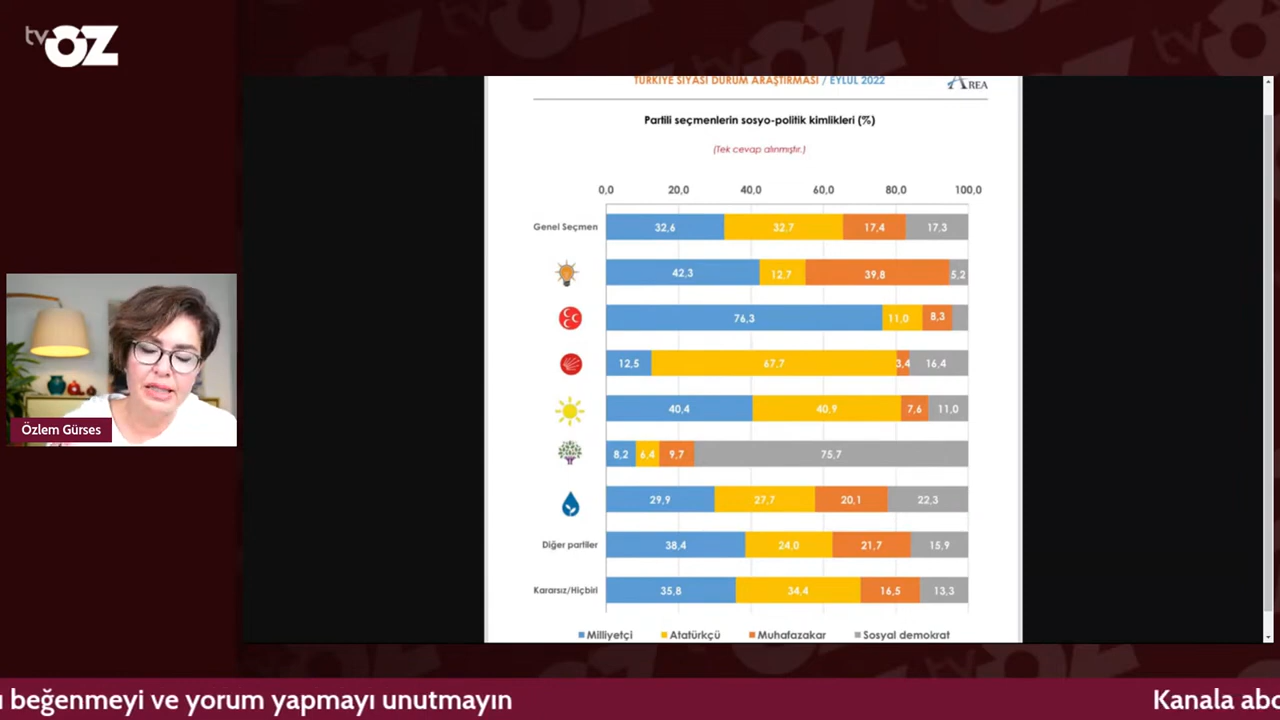 tv ÖZ
TÜRKİYE SİYASİ DURUM ARAŞTIRMASI / EYLÜL 2022
AREA
Partili seçmenlerin sosyo-politik kimlikleri (%)
(Tek cevap alınmıştır.)
0,0 20,0 40,0 60,0 80,0 100,0
Genel Seçmen 32,6 32,7 17,4 17,3
42,3 12,7 39,8 5,2
76,3 11,0 8,3
12,5 67,7 3,4 16,4
40,4 40,9 7,6 11,0
8,2 6,4 9,7 75,7
29,9 27,7 20,1 22,3
Diğer partiler 38,4 24,0 21,7 15,9
Kararsız/Hiçbiri 35,8 34,4 16,5 13,3
Milliyetçi Atatürkçü Muhafazakar Sosyal demokrat
Özlem Gürses
ı beğenmeyi ve yorum yapmayı unutmayın
Kanala abo